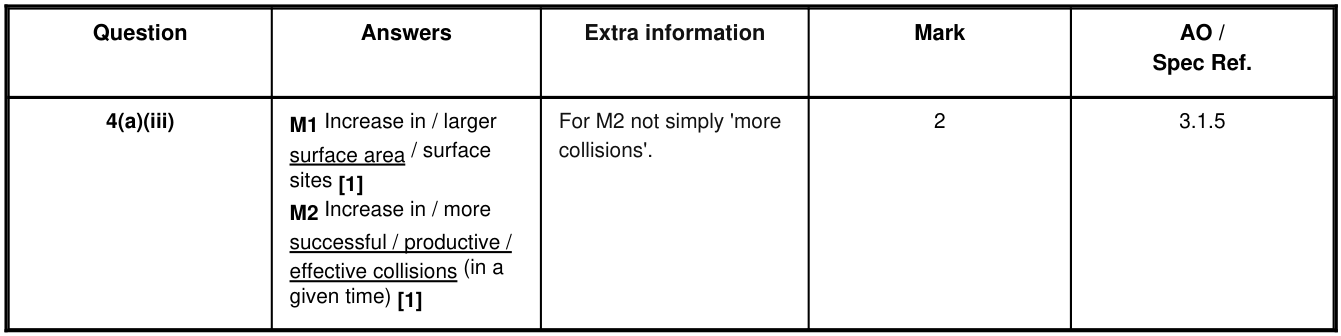 Question Answers Extra information Mark AO /
Spec Ref.
4(a)(iii) M1 Increase in / larger For M2 not simply 'more 2 3.1.5
surface area / surface collisions'.
sites [1]
M2 Increase in / more
successful / productive /
effective collisions (in a
given time) [1]